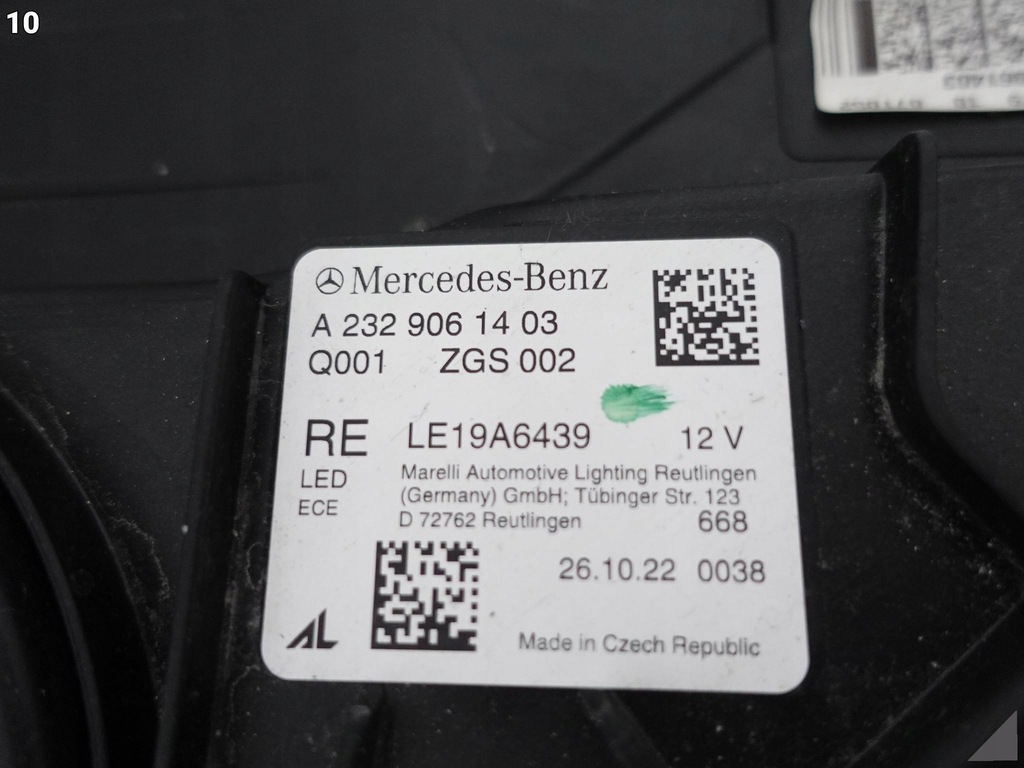 10
Mercedes-Benz
A 232 906 14 03
Q001 ZGS 002
RE LE19A6439 12 V
LED
ECE
Marelli Automotive Lighting Reutlingen
(Germany) GmbH; Tübinger Str. 123
D 72762 Reutlingen 668
26.10.22 0038
AL
Made in Czech Republic